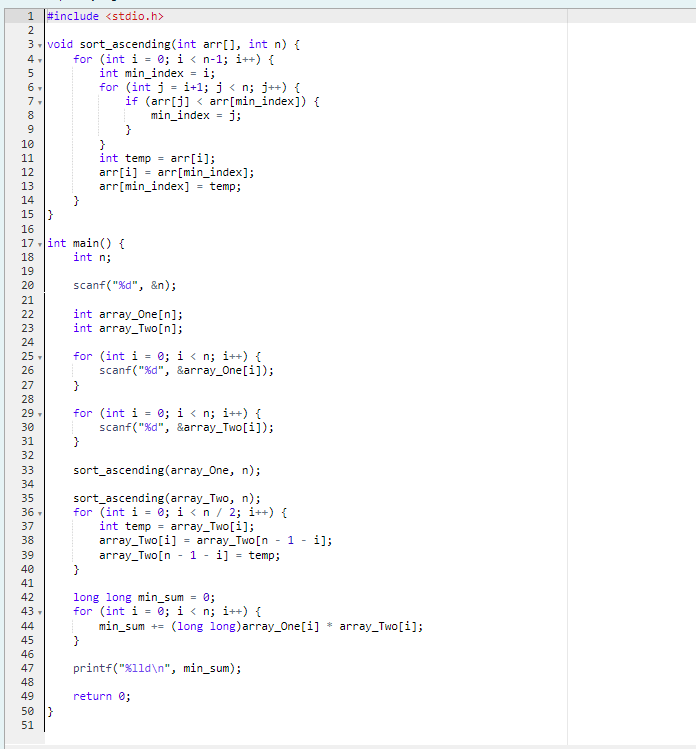 1 #include <stdio.h>
2
3 void sort_ascending(int arr[], int n) {
4     for (int i = 0; i < n-1; i++) {
5         int min_index = i;
6         for (int j = i+1; j < n; j++) {
7             if (arr[j] < arr[min_index]) {
8                 min_index = j;
9             }
10         }
11         int temp = arr[i];
12         arr[i] = arr[min_index];
13         arr[min_index] = temp;
14     }
15 }
16
17 int main() {
18     int n;
19
20     scanf("%d", &n);
21
22     int array_One[n];
23     int array_Two[n];
24
25     for (int i = 0; i < n; i++) {
26         scanf("%d", &array_One[i]);
27     }
28
29     for (int i = 0; i < n; i++) {
30         scanf("%d", &array_Two[i]);
31     }
32
33     sort_ascending(array_One, n);
34
35     sort_ascending(array_Two, n);
36     for (int i = 0; i < n / 2; i++) {
37         int temp = array_Two[i];
38         array_Two[i] = array_Two[n - 1 - i];
39         array_Two[n - 1 - i] = temp;
40     }
41
42     long long min_sum = 0;
43     for (int i = 0; i < n; i++) {
44         min_sum += (long long)array_One[i] * array_Two[i];
45     }
46
47     printf("%lld\n", min_sum);
48
49     return 0;
50 }
51